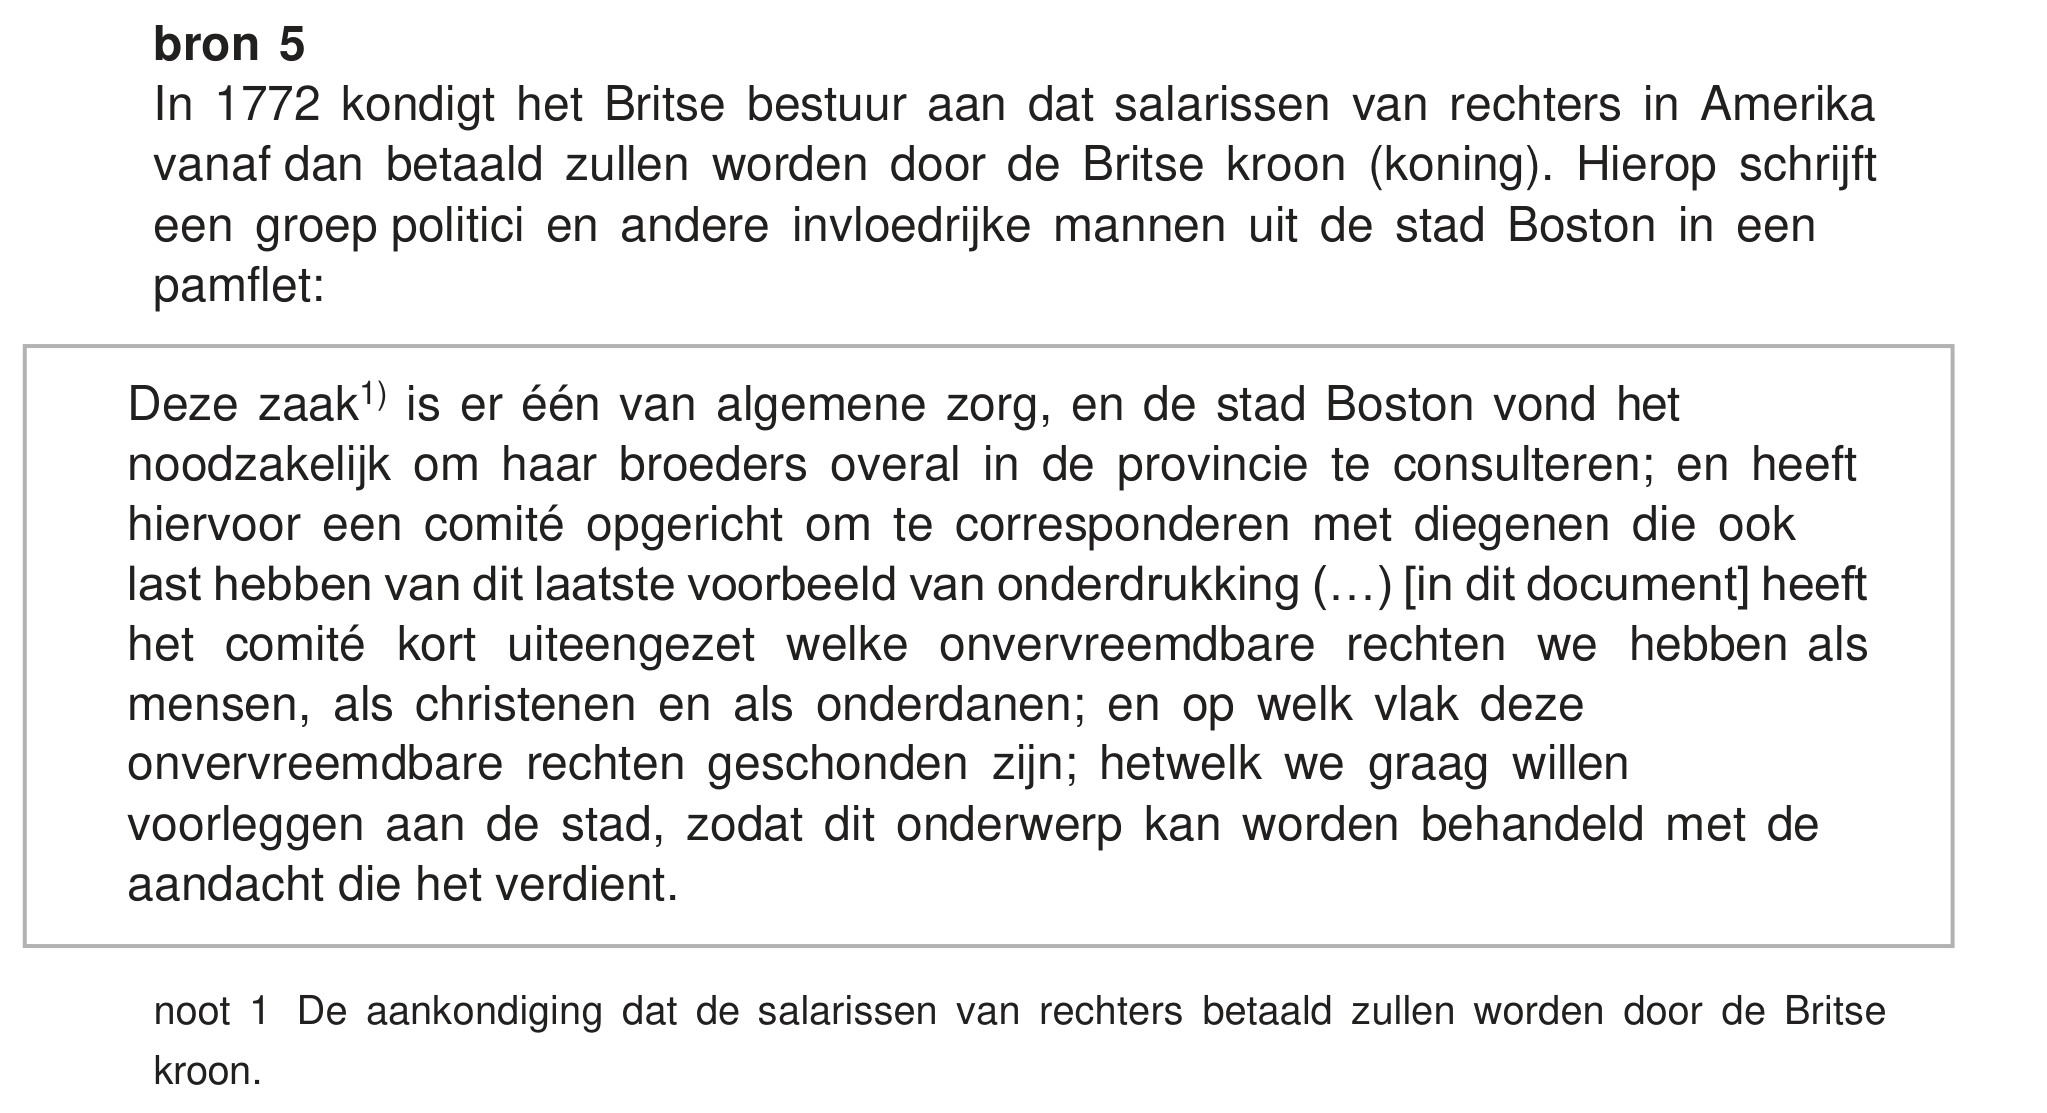 bron 5
In 1772 kondigt het Britse bestuur aan dat salarissen van rechters in Amerika
vanaf dan betaald zullen worden door de Britse kroon (koning). Hierop schrijft
een groep politici en andere invloedrijke mannen uit de stad Boston in een
pamflet:
Deze zaak¹⁾ is er één van algemene zorg, en de stad Boston vond het
noodzakelijk om haar broeders overal in de provincie te consulteren; en heeft
hiervoor een comité opgericht om te corresponderen met diegenen die ook
last hebben van dit laatste voorbeeld van onderdrukking (…) [in dit document] heeft
het comité kort uiteengezet welke onvervreemdbare rechten we hebben als
mensen, als christenen en als onderdanen; en op welk vlak deze
onvervreemdbare rechten geschonden zijn; hetwelk we graag willen
voorleggen aan de stad, zodat dit onderwerp kan worden behandeld met de
aandacht die het verdient.
noot 1 De aankondiging dat de salarissen van rechters betaald zullen worden door de Britse
kroon.